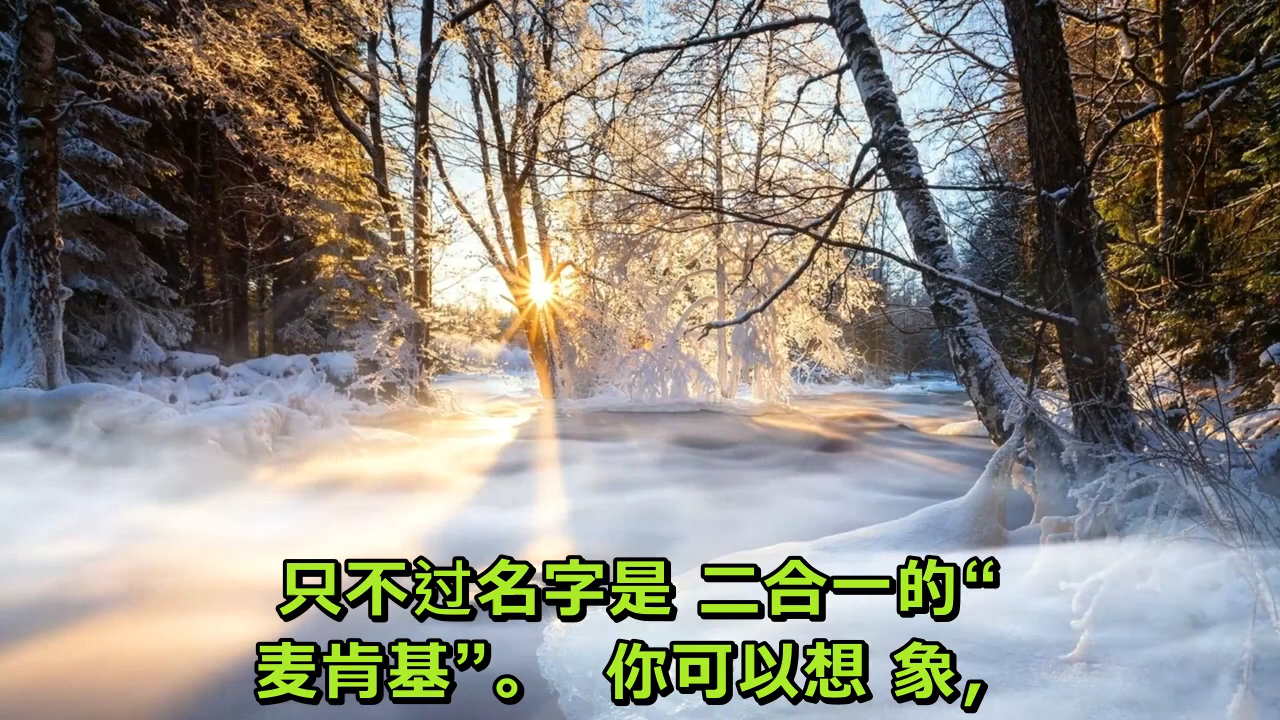 只不过名字是 二合一的“
麦肯基”。 你可以想 象,